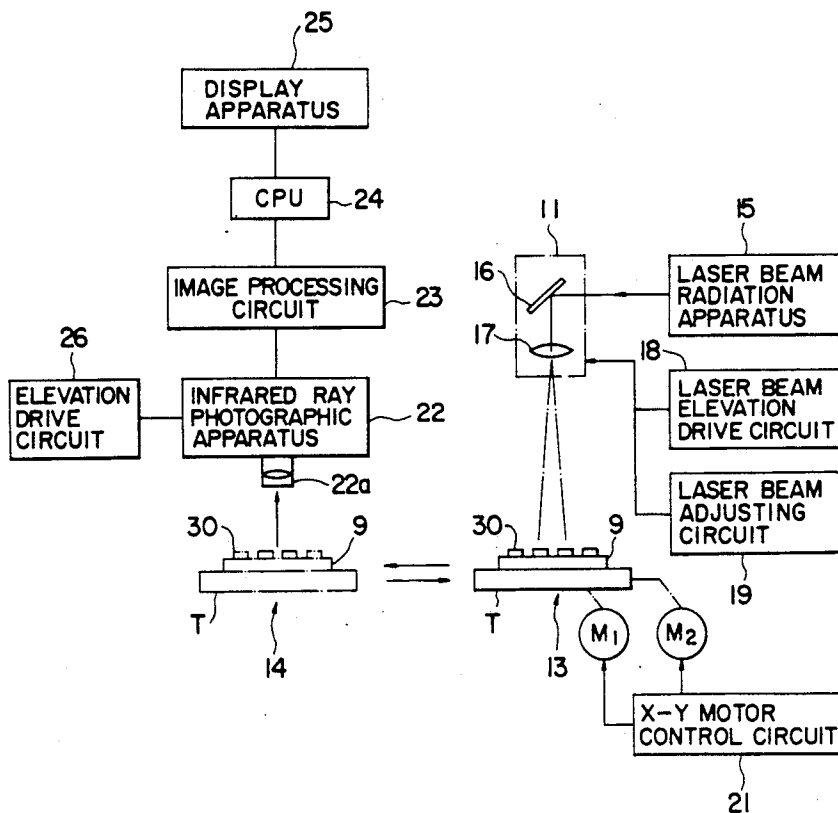 25
DISPLAY
APPARATUS
CPU
24
IMAGE PROCESSING
CIRCUIT
23
26
ELEVATION
DRIVE
CIRCUIT
INFRARED RAY
PHOTOGRAPHIC
APPARATUS
22
22a
30
9
T
14
11
16
17
15
LASER BEAM
RADIATION
APPARATUS
18
LASER BEAM
ELEVATION
DRIVE CIRCUIT
LASER BEAM
ADJUSTING
CIRCUIT
19
30
9
T
13
M1
M2
X-Y MOTOR
CONTROL CIRCUIT
21